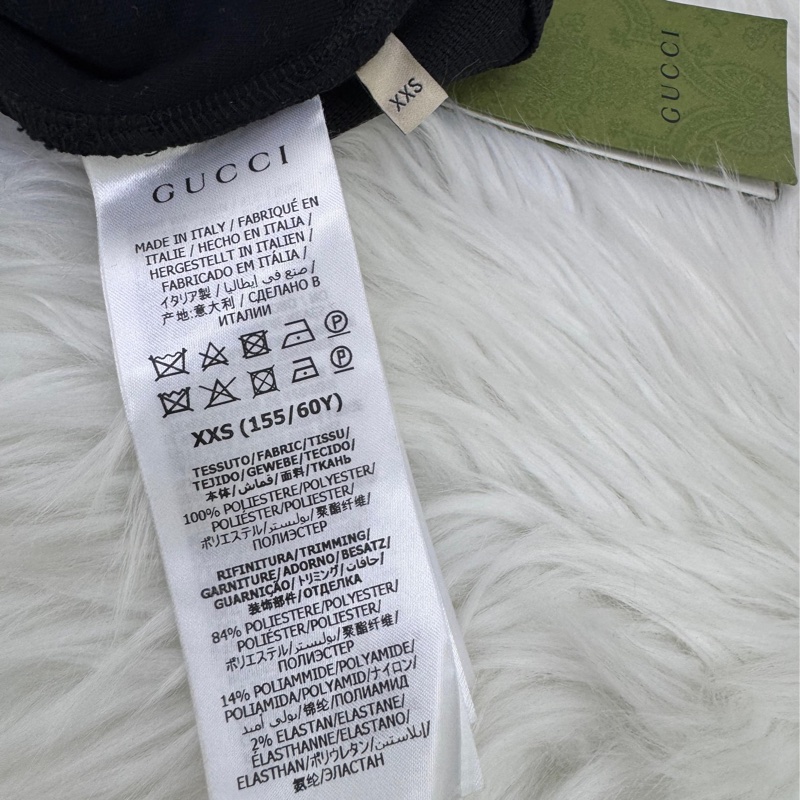 XXS
GUCCI
GUCCI
MADE IN ITALY / FABRIQUÉ EN
ITALIE / HECHO EN ITALIA /
HERGESTELLT IN ITALIEN /
FABRICADO EM ITÁLIA /
صنع في إيطاليا /
イタリア製 /
产地:意大利 / СДЕЛАНО В
ИТАЛИИ
XXS (155/60Y)
TESSUTO/FABRIC/TISSU/
TEJIDO/GEWEBE/TECIDO/
本体/قماش/面料/ТКАНЬ
100% POLIESTERE/POLYESTER/
POLIÉSTER/POLIESTER/
ポリエステル/بوليستر/聚酯纤维/
ПОЛИЭСТЕР
RIFINITURA/TRIMMING/
GARNITURE/ADORNO/BESATZ/
GUARNIÇÃO/トリミング/حافات/
装饰部件/ОТДЕЛКА
84% POLIESTERE/POLYESTER/
POLIÉSTER/POLIESTER/
ポリエステル/بوليستر/聚酯纤维/
ПОЛИЭСТЕР
14% POLIAMMIDE/POLYAMIDE/
POLIAMIDA/POLYAMID/ナイロン/
بولي أميد/锦纶/ПОЛИАМИД
2% ELASTAN/ELASTANE/
ÉLASTHANNE/ELASTANO/
ELASTHAN/ポリウレタン/إيلاستين/
氨纶/ЭЛАСТАН